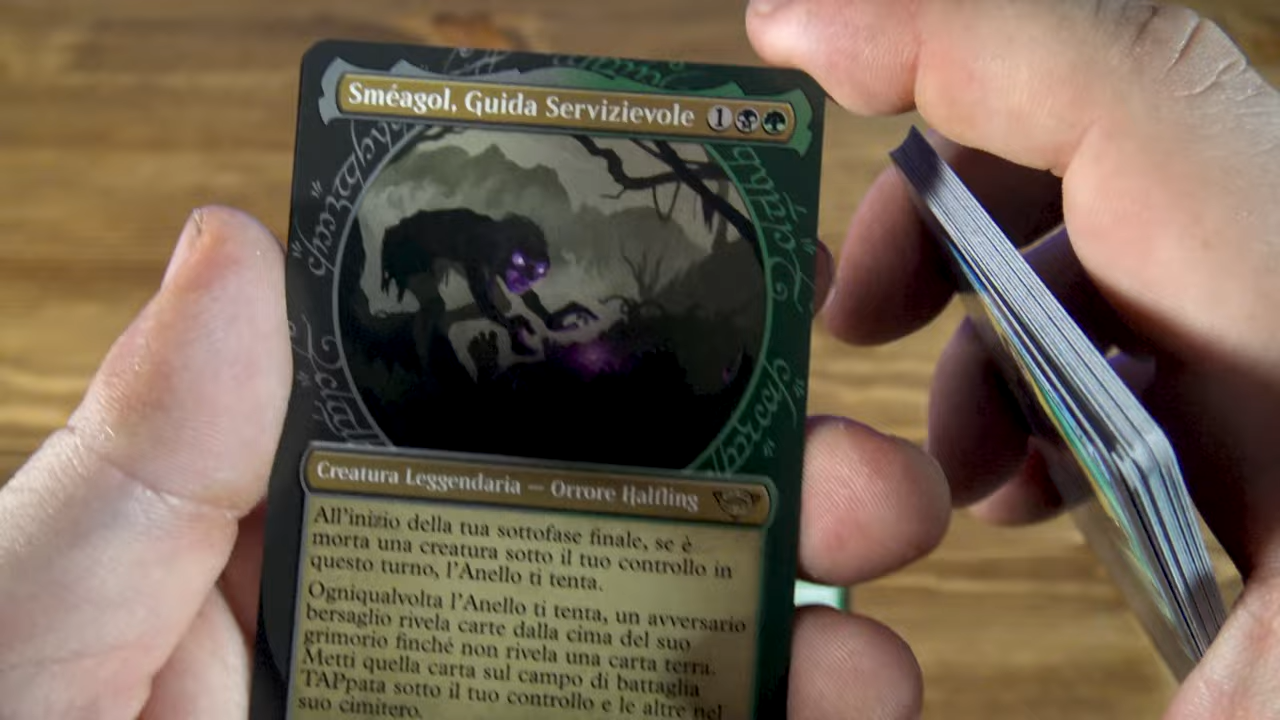 Sméagol, Guida Servizievole 1
Creatura Leggendaria — Orrore Halfling
All'inizio della tua sottofase finale, se è
morta una creatura sotto il tuo controllo in
questo turno, l'Anello ti tenta.
Ogniqualvolta l'Anello ti tenta, un avversario
bersaglio rivela carte dalla cima del suo
grimorio finché non rivela una carta terra.
Metti quella carta sul campo di battaglia
TAPpata sotto il tuo controllo e le altre nel
suo cimitero.